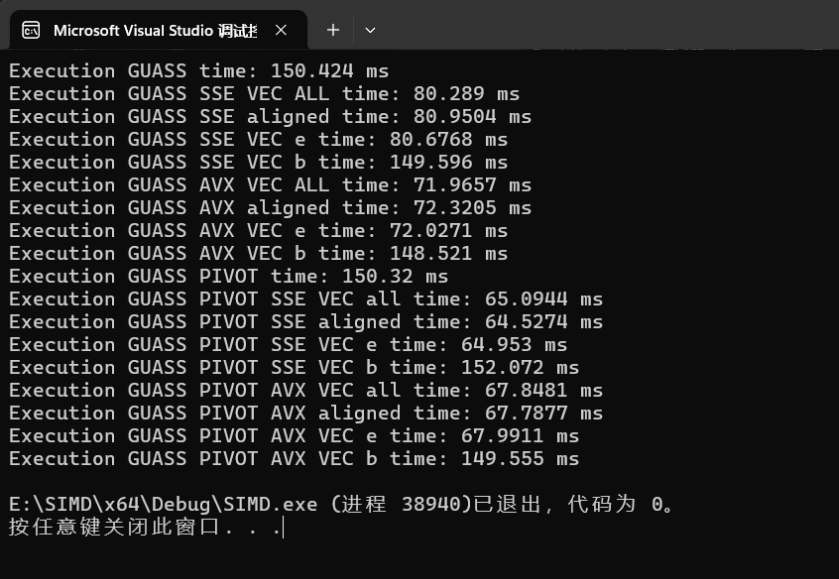 Microsoft Visual Studio 调试控
Execution GUASS time: 150.424 ms
Execution GUASS SSE VEC ALL time: 80.289 ms
Execution GUASS SSE aligned time: 80.9504 ms
Execution GUASS SSE VEC e time: 80.6768 ms
Execution GUASS SSE VEC b time: 149.596 ms
Execution GUASS AVX VEC ALL time: 71.9657 ms
Execution GUASS AVX aligned time: 72.3205 ms
Execution GUASS AVX VEC e time: 72.0271 ms
Execution GUASS AVX VEC b time: 148.521 ms
Execution GUASS PIVOT time: 150.32 ms
Execution GUASS PIVOT SSE VEC all time: 65.0944 ms
Execution GUASS PIVOT SSE aligned time: 64.5274 ms
Execution GUASS PIVOT SSE VEC e time: 64.953 ms
Execution GUASS PIVOT SSE VEC b time: 152.072 ms
Execution GUASS PIVOT AVX VEC all time: 67.8481 ms
Execution GUASS PIVOT AVX aligned time: 67.7877 ms
Execution GUASS PIVOT AVX VEC e time: 67.9911 ms
Execution GUASS PIVOT AVX VEC b time: 149.555 ms
E:\SIMD\x64\Debug\SIMD.exe (进程 38940)已退出，代码为 0。
按任意键关闭此窗口. . .